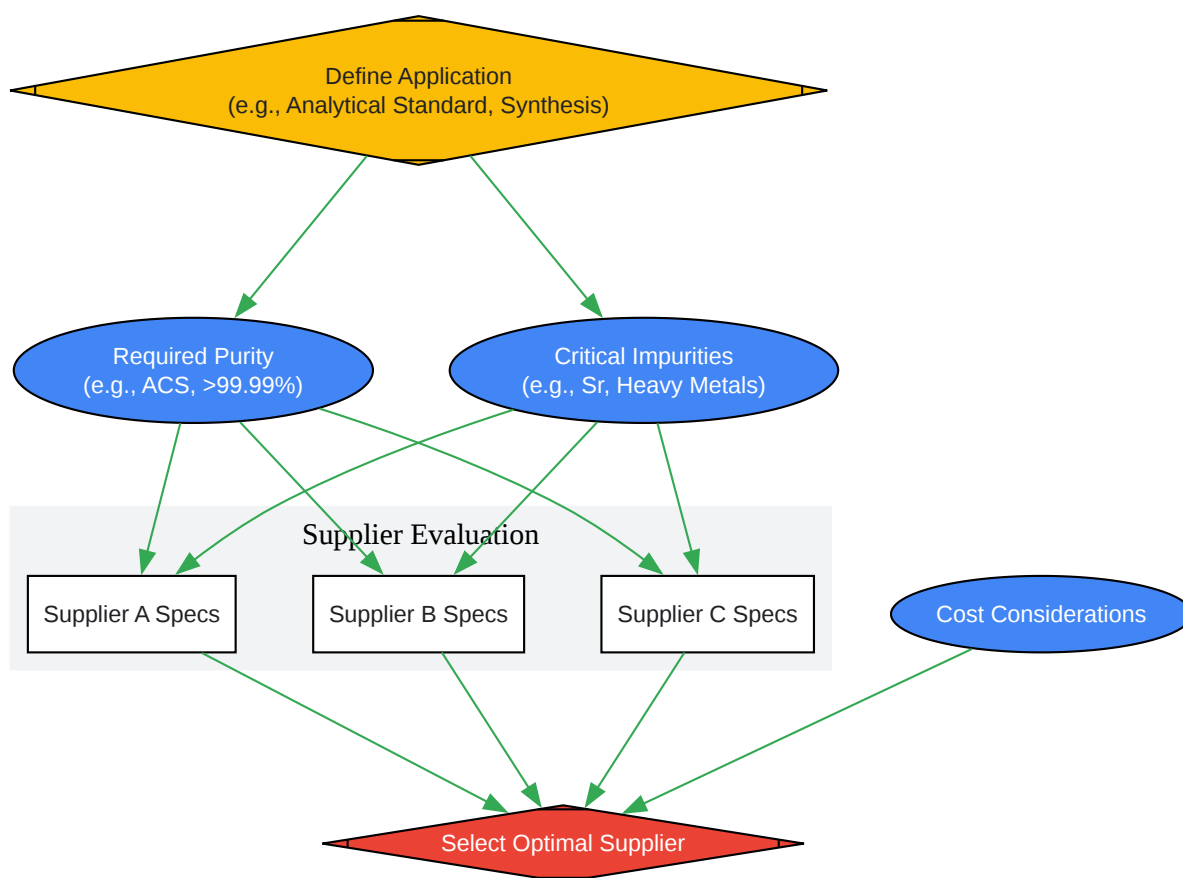 Define Application
(e.g., Analytical Standard, Synthesis)
Required Purity
(e.g., ACS, >99.99%)
Critical Impurities
(e.g., Sr, Heavy Metals)
Supplier Evaluation
Supplier A Specs
Supplier B Specs
Supplier C Specs
Cost Considerations
Select Optimal Supplier